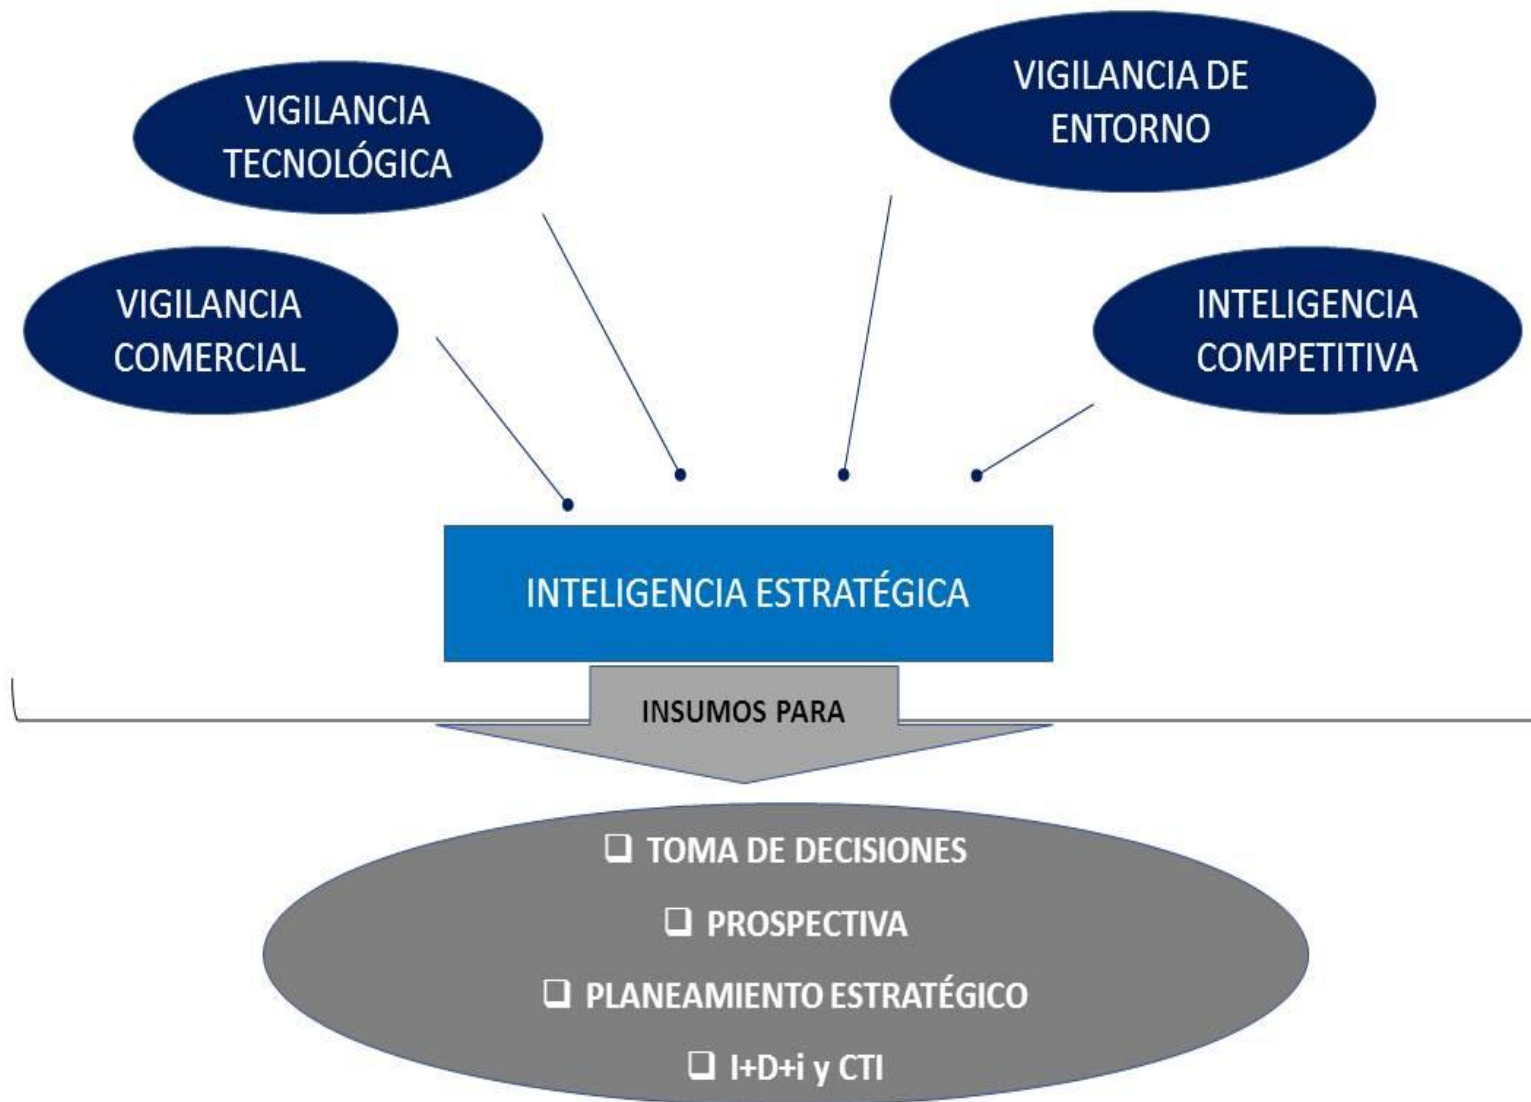 VIGILANCIA
TECNOLÓGICA
VIGILANCIA DE
ENTORNO
VIGILANCIA
COMERCIAL
INTELIGENCIA
COMPETITIVA
INTELIGENCIA ESTRATÉGICA
INSUMOS PARA
TOMA DE DECISIONES
PROSPECTIVA
PLANEAMIENTO ESTRATÉGICO
I+D+i y CTI